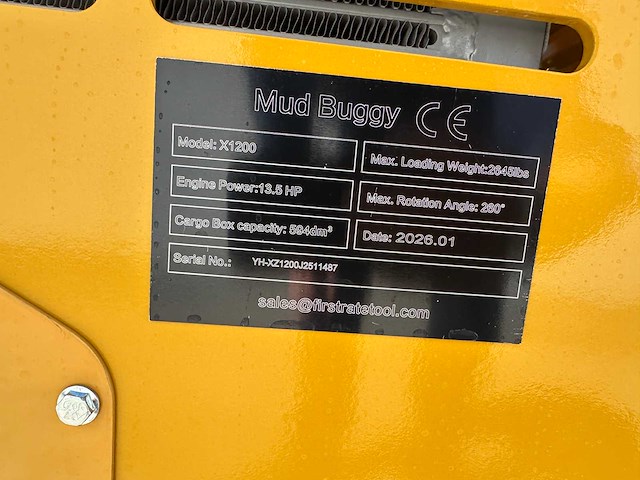 Mud Buggy CE
Model: X1200
Max. Loading Weight:2645lbs
Engine Power:13.5 HP
Max. Rotation Angle: 260°
Cargo Box capacity: 594dm³
Date: 2026.01
Serial No.: YH-XZ1200J2511487
sales@firstratetool.com